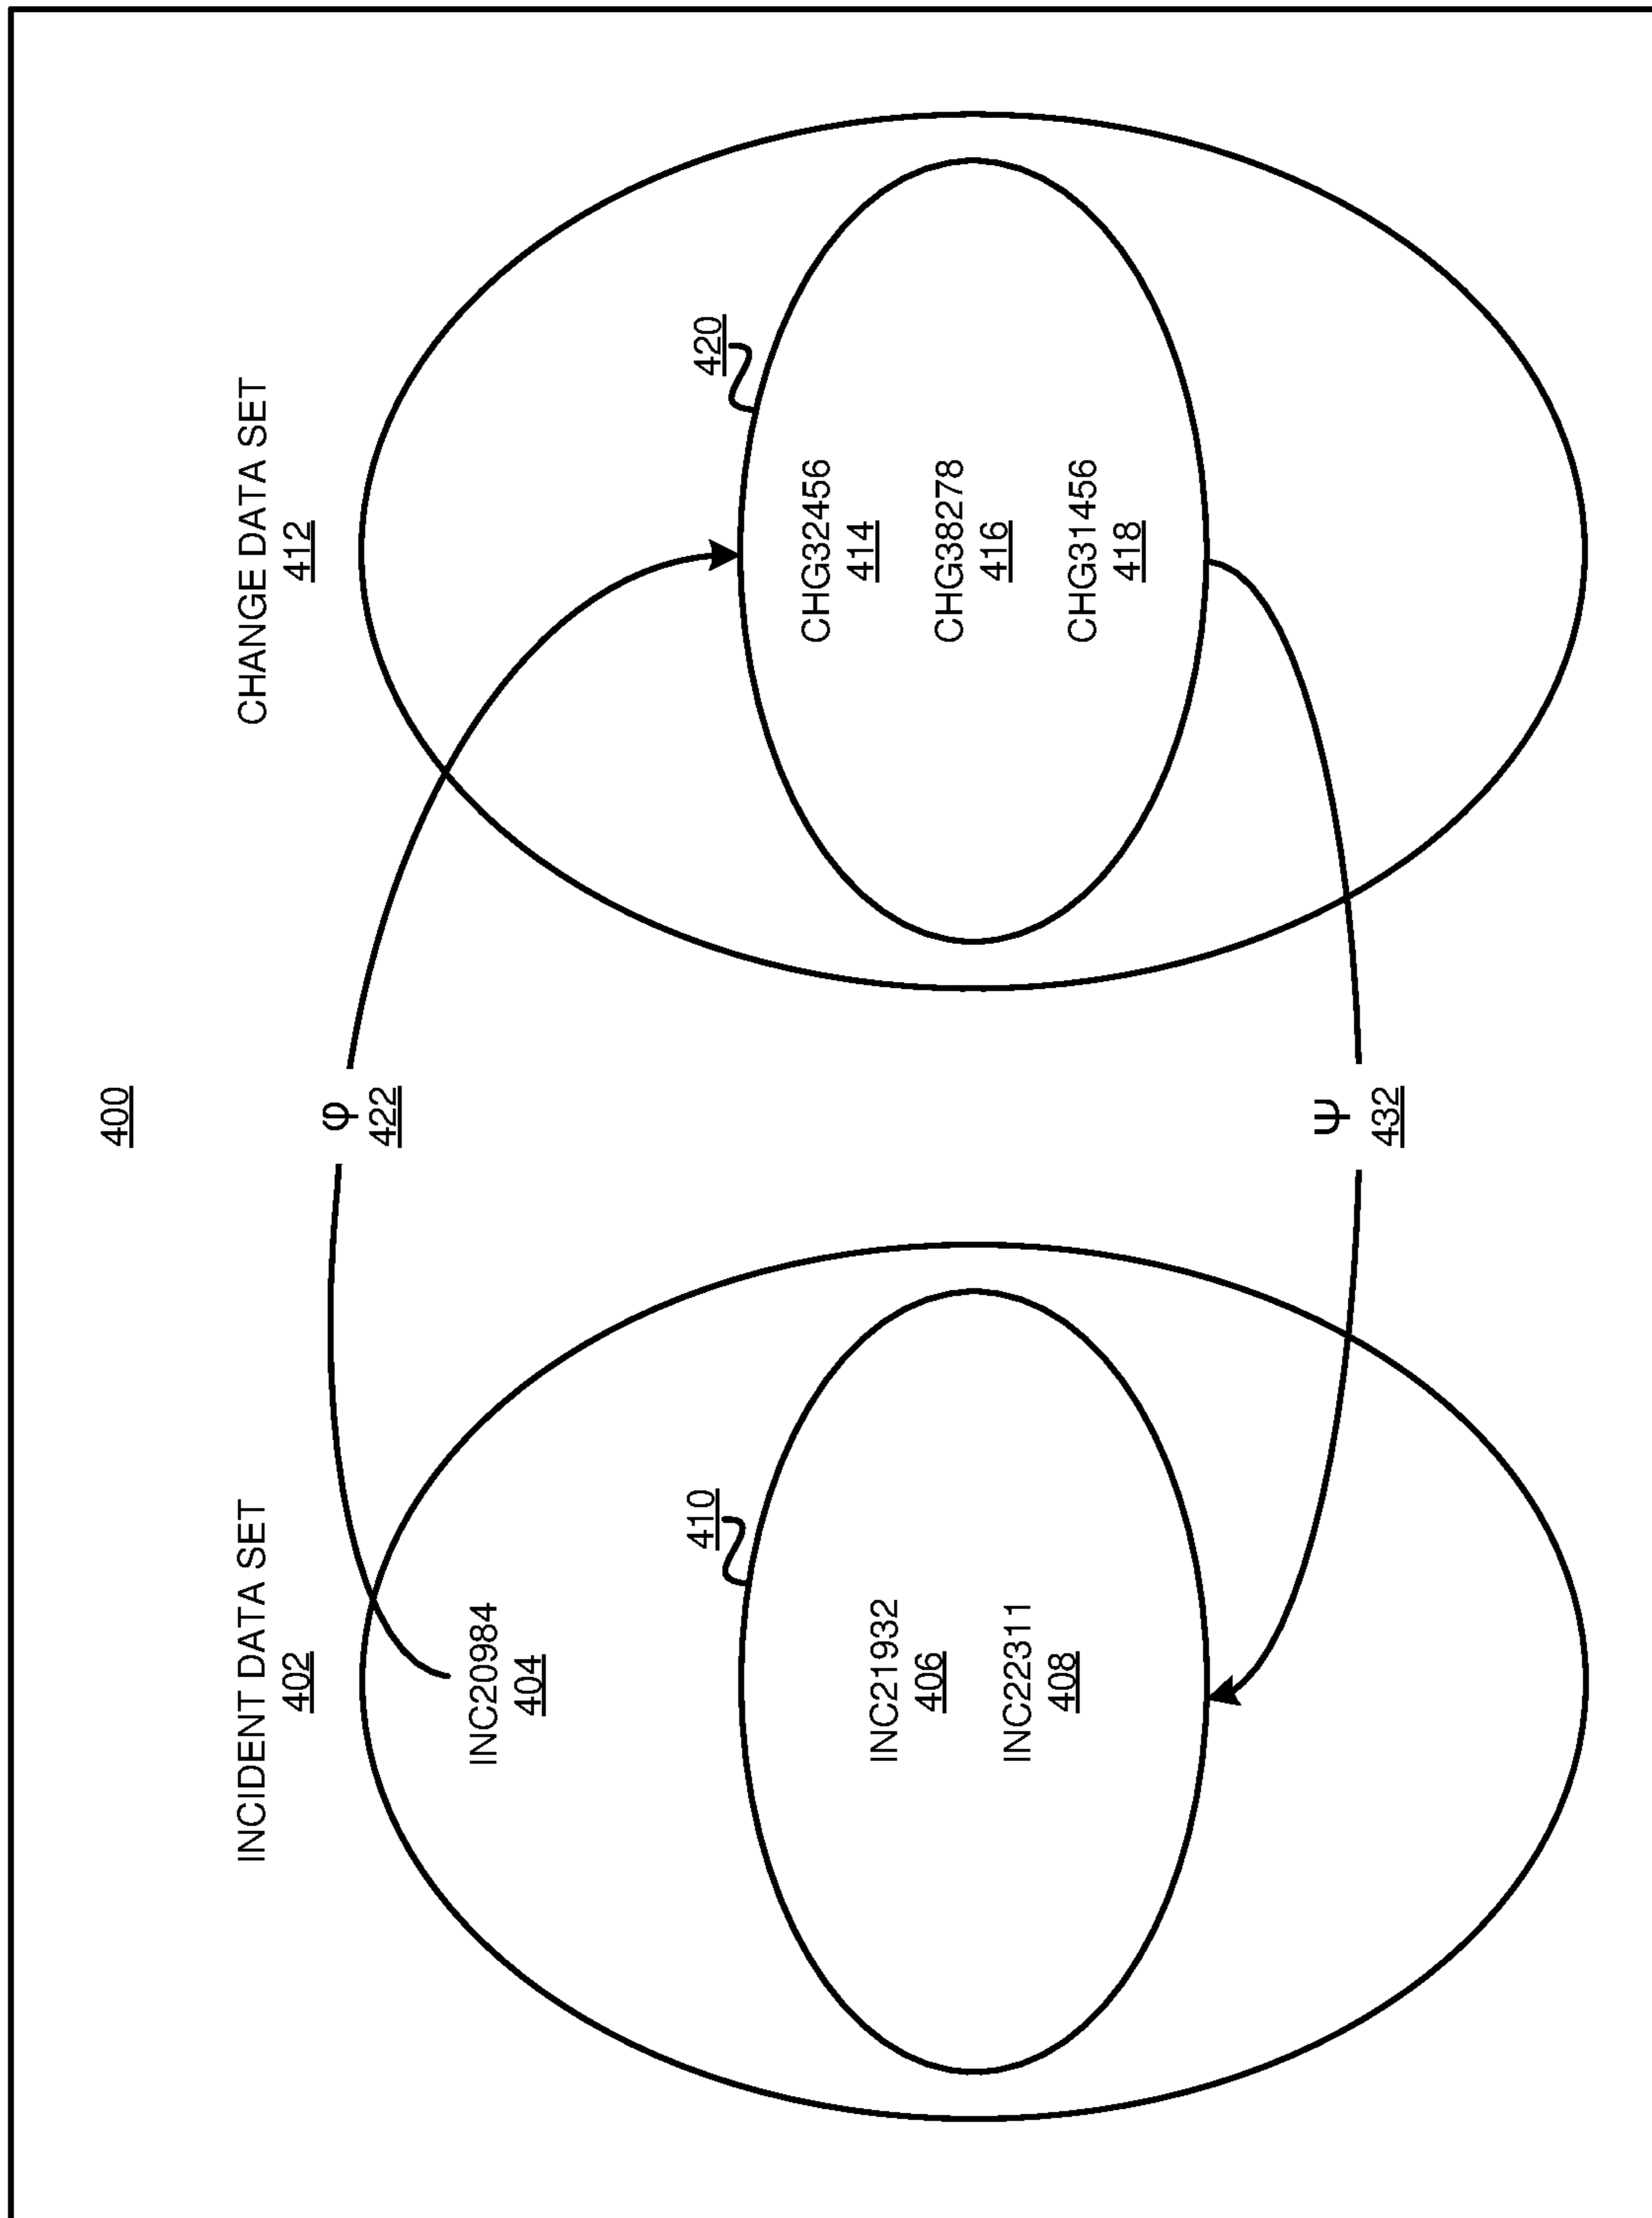 400
INCIDENT DATA SET
402
CHANGE DATA SET
412
φ
422
INC20984
404
410
INC21932
406
INC22311
408
420
CHG32456
414
CHG38278
416
CHG31456
418
ψ
432